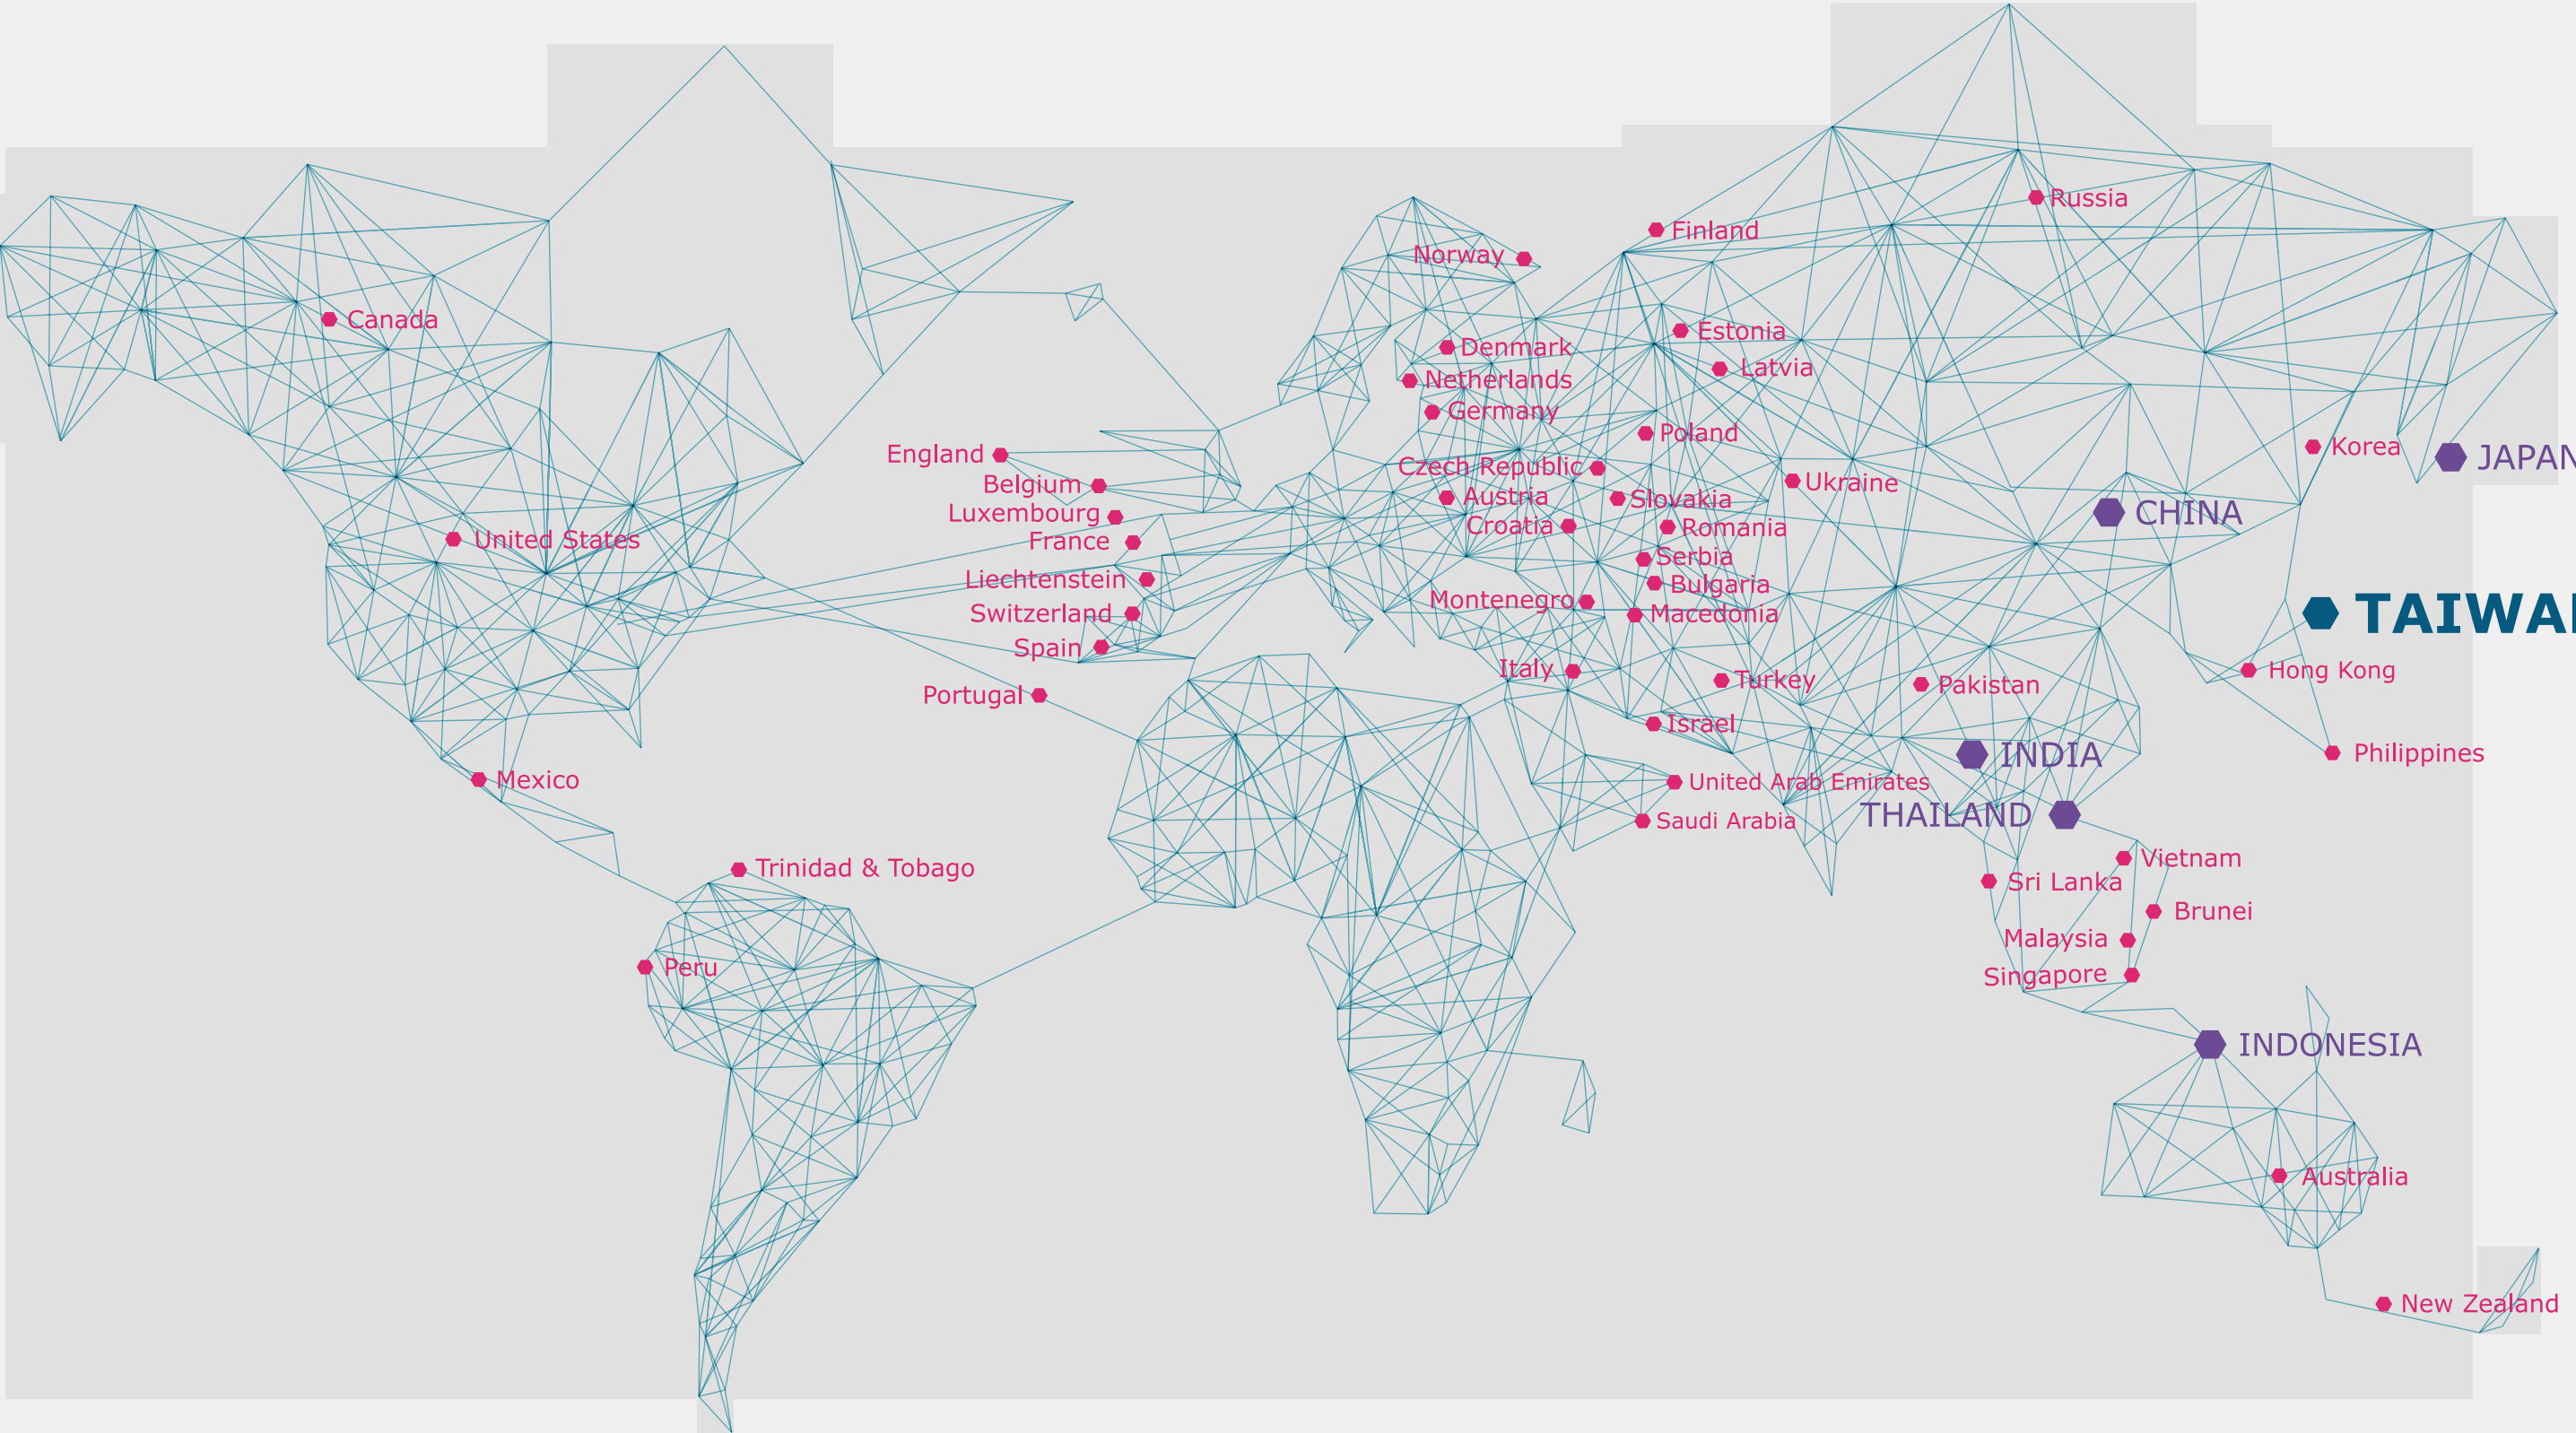 Russia
Finland
Norway
Canada
Estonia
Denmark
Latvia
Netherlands
Germany
Poland
Korea
England
JAPAN
Czech Republic
Belgium
Ukraine
Austria
Slovakia
Luxembourg
CHINA
Croatia
Romania
United States
France
Serbia
Liechtenstein
Bulgaria
Montenegro
Switzerland
Macedonia
TAIWA
Spain
Italy
Hong Kong
Turkey
Pakistan
Portugal
Israel
Philippines
INDIA
Mexico
United Arab Emirates
THAILAND
Saudi Arabia
Vietnam
Trinidad & Tobago
Sri Lanka
Brunei
Malaysia
Peru
Singapore
INDONESIA
Australia
New Zealand